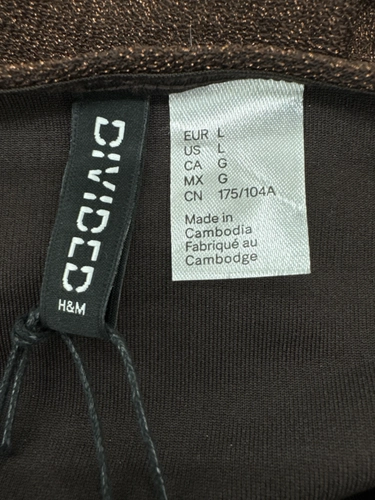 DIVIDED
H&M
EUR L
US L
CA G
MX G
CN 175/104A
Made in
Cambodia
Fabriqué au
Cambodge